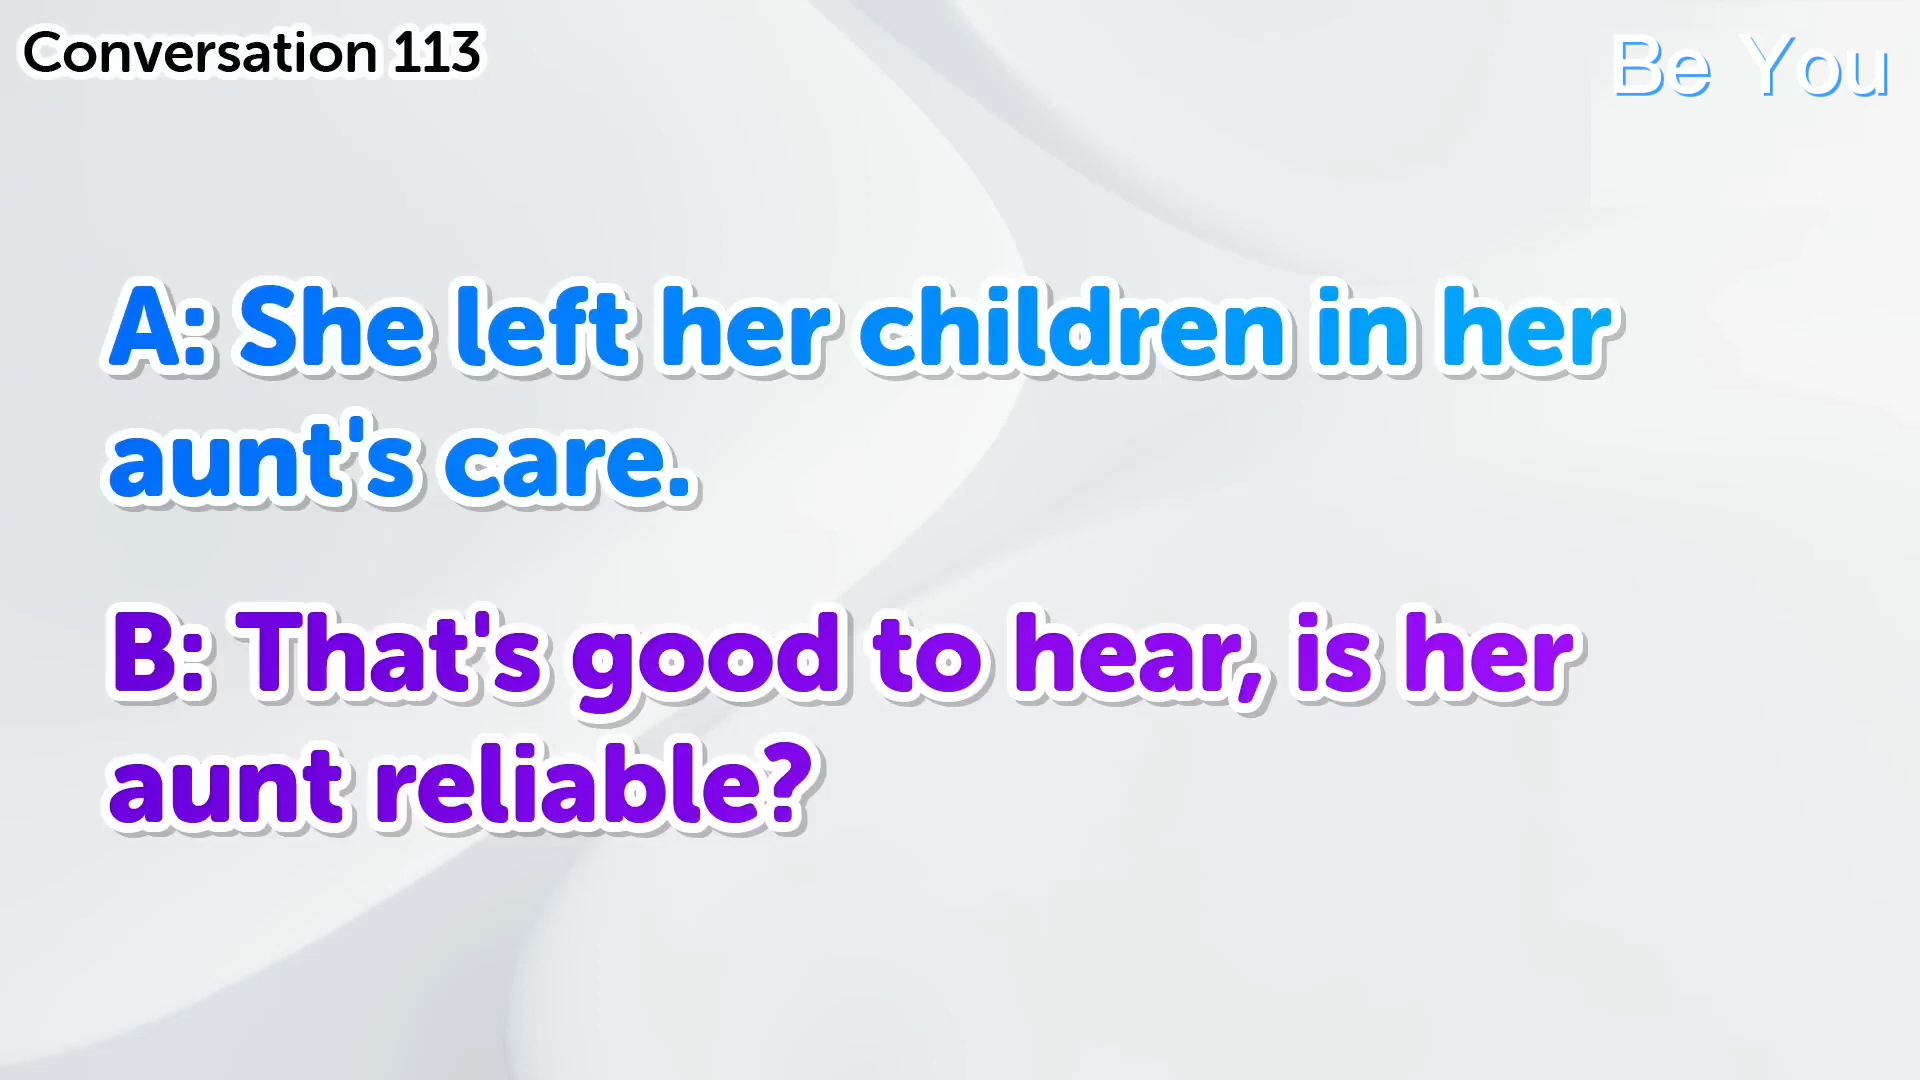 Conversation 113
Be You
A: She left her children in her
aunt's care.
B: That's good to hear, is her
aunt reliable?